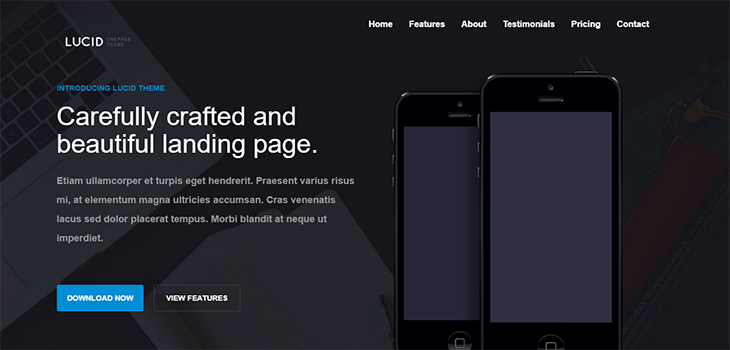 Home Features About Testimonials Pricing Contact
LUCID ONEPAGE
THEME
INTRODUCING LUCID THEME
Carefully crafted and
beautiful landing page.
Etiam ullamcorper et turpis eget hendrerit. Praesent varius risus
mi, at elementum magna ultricies accumsan. Cras venenatis
lacus sed dolor placerat tempus. Morbi blandit at neque ut
imperdiet.
DOWNLOAD NOW VIEW FEATURES